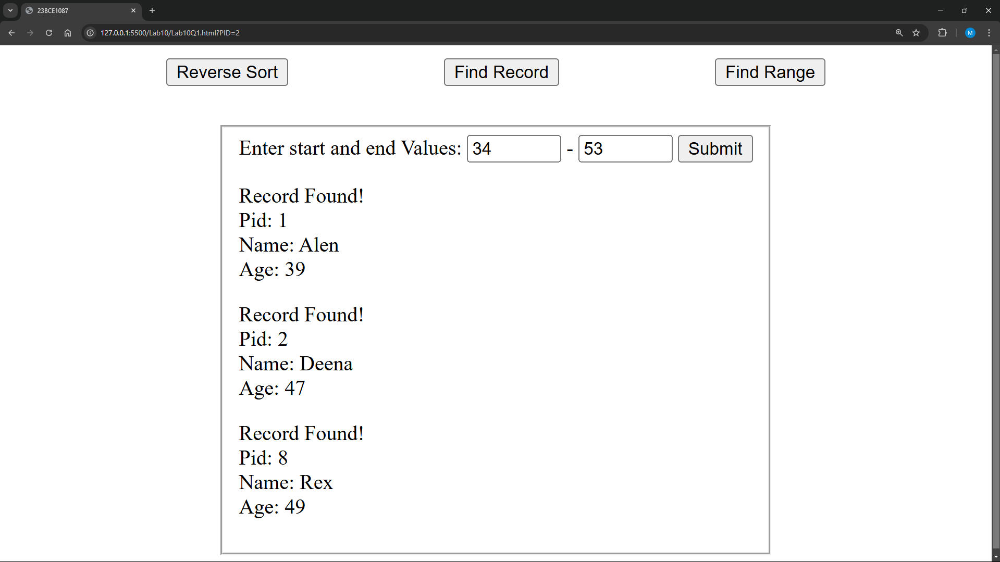 23BCE1087
127.0.0.1:5500/Lab10/Lab10Q1.html?PID=2
M
Reverse Sort
Find Record
Find Range
Enter start and end Values: 34 - 53 Submit
Record Found!
Pid: 1
Name: Alen
Age: 39
Record Found!
Pid: 2
Name: Deena
Age: 47
Record Found!
Pid: 8
Name: Rex
Age: 49